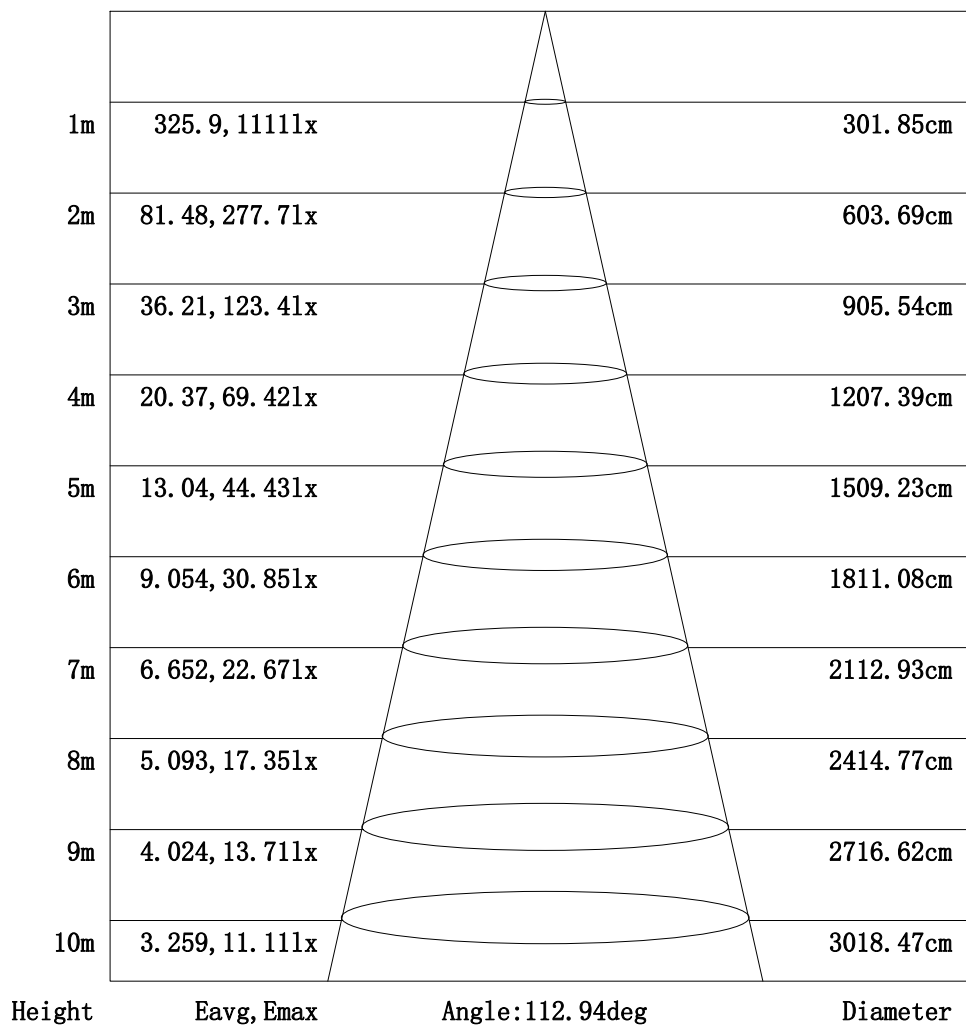 1m 325.9,1111lx 301.85cm
2m 81.48,277.7lx 603.69cm
3m 36.21,123.4lx 905.54cm
4m 20.37,69.42lx 1207.39cm
5m 13.04,44.43lx 1509.23cm
6m 9.054,30.85lx 1811.08cm
7m 6.652,22.67lx 2112.93cm
8m 5.093,17.35lx 2414.77cm
9m 4.024,13.71lx 2716.62cm
10m 3.259,11.11lx 3018.47cm
Height Eavg,Emax Angle:112.94deg Diameter